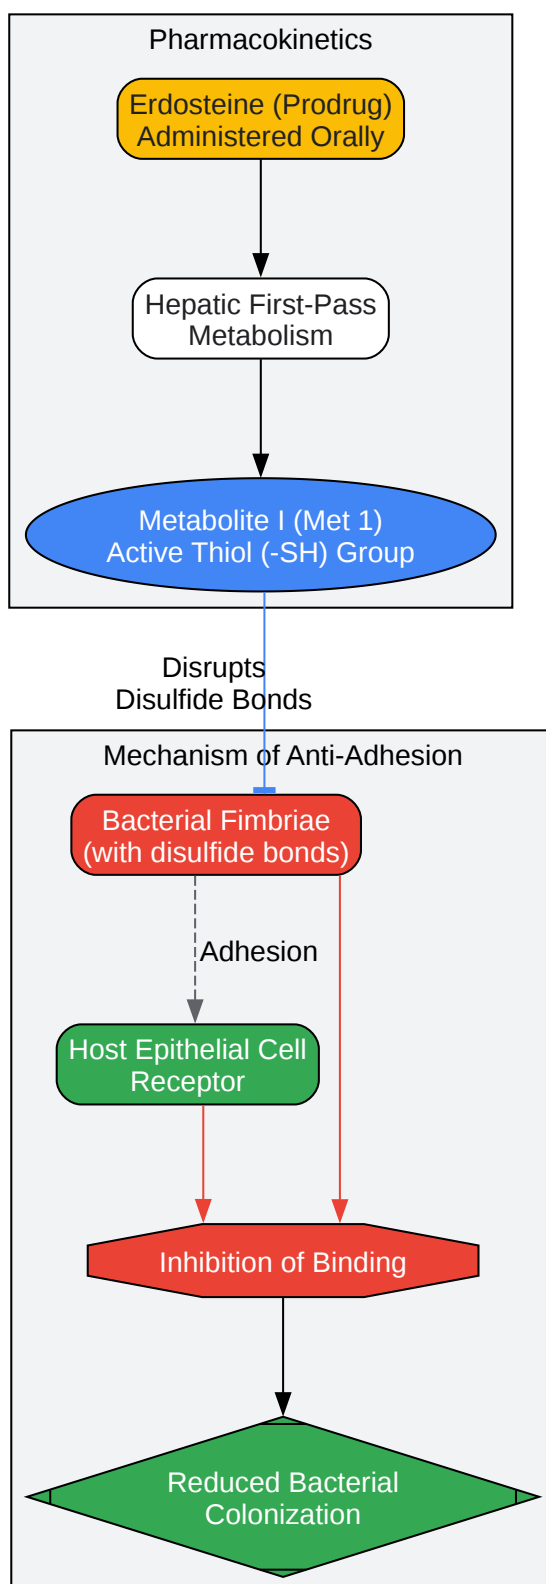 Pharmacokinetics
Erdosteine (Prodrug)
Administered Orally
Hepatic First-Pass
Metabolism
Metabolite I (Met 1)
Active Thiol (-SH) Group
Disrupts
Disulfide Bonds
Mechanism of Anti-Adhesion
Bacterial Fimbriae
(with disulfide bonds)
Adhesion
Host Epithelial Cell
Receptor
Inhibition of Binding
Reduced Bacterial
Colonization